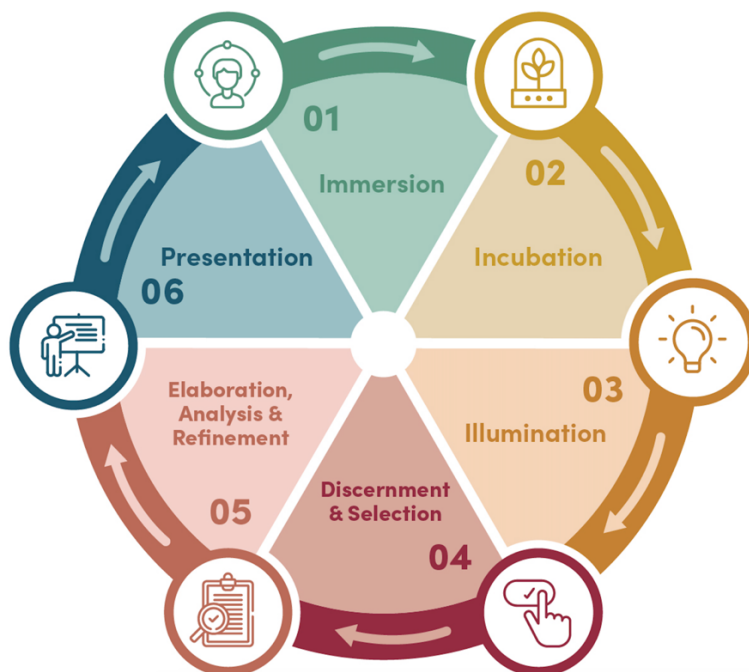 01
Immersion
02
Incubation
03
Illumination
Discernment
& Selection
04
Elaboration,
Analysis &
Refinement
05
Presentation
06